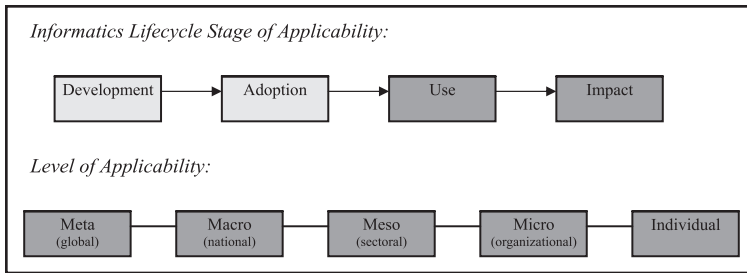 Informatics Lifecycle Stage of Applicability:
Development Adoption Use Impact
Level of Applicability:
Meta Macro Meso Micro Individual
(global) (national) (sectoral) (organizational)